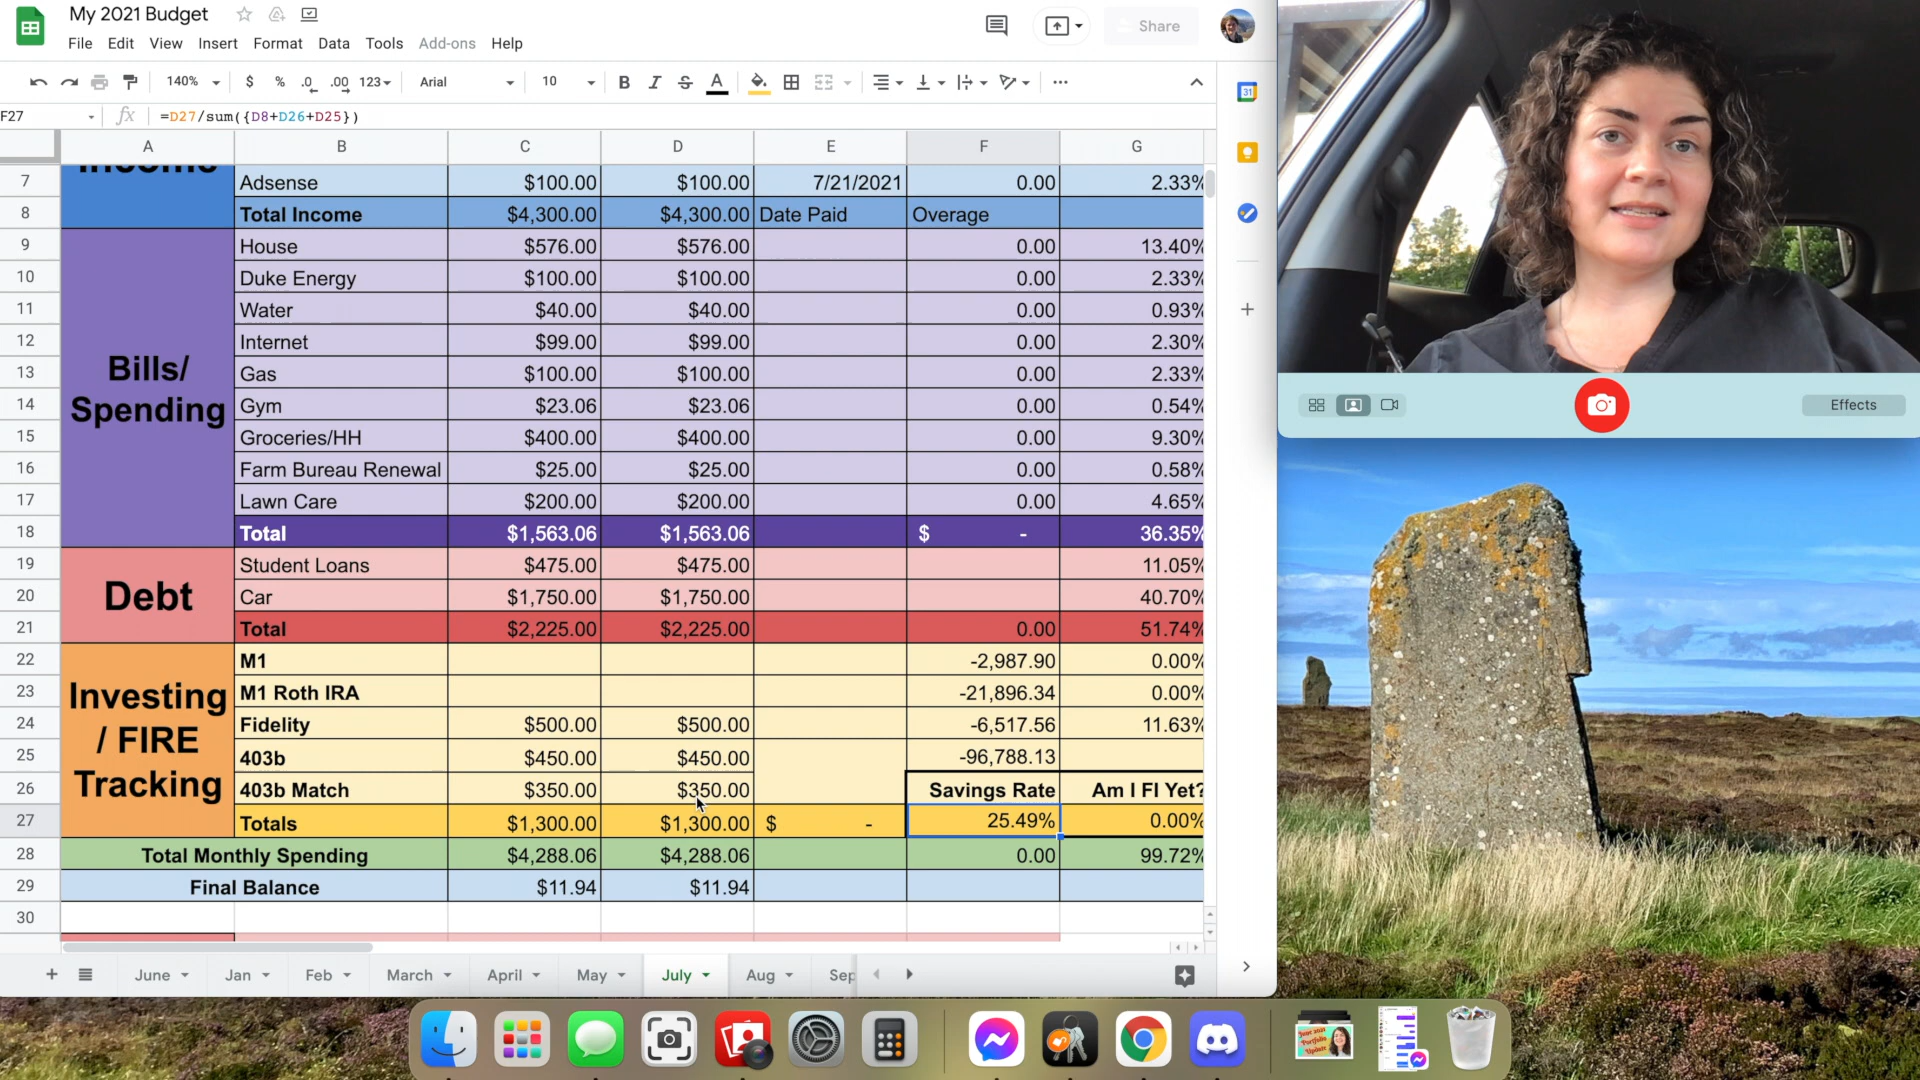 My 2021 Budget
File Edit View Insert Format Data Tools Add-ons Help
Share
140% $ % .0 .00 123 Arial 10 B I S A
F27 fx =D27/sum({D8+D26+D25})
A B C D E F G
7 Adsense $100.00 $100.00 7/21/2021 0.00 2.33%
Income
8 Total Income $4,300.00 $4,300.00 Date Paid Overage
9 House $576.00 $576.00 0.00 13.40%
10 Duke Energy $100.00 $100.00 0.00 2.33%
11 Water $40.00 $40.00 0.00 0.93%
12 Internet $99.00 $99.00 0.00 2.30%
Bills/
Spending
13 Gas $100.00 $100.00 0.00 2.33%
14 Gym $23.06 $23.06 0.00 0.54%
15 Groceries/HH $400.00 $400.00 0.00 9.30%
16 Farm Bureau Renewal $25.00 $25.00 0.00 0.58%
17 Lawn Care $200.00 $200.00 0.00 4.65%
18 Total $1,563.06 $1,563.06 $ - 36.35%
19 Student Loans $475.00 $475.00 11.05%
Debt
20 Car $1,750.00 $1,750.00 40.70%
21 Total $2,225.00 $2,225.00 0.00 51.74%
22 M1 -2,987.90 0.00%
Investing
/ FIRE
Tracking
23 M1 Roth IRA -21,896.34 0.00%
24 Fidelity $500.00 $500.00 -6,517.56 11.63%
25 403b $450.00 $450.00 -96,788.13
26 403b Match $350.00 $350.00 Savings Rate Am I FI Yet?
27 Totals $1,300.00 $1,300.00 $ - 25.49% 0.00%
28 Total Monthly Spending $4,288.06 $4,288.06 0.00 99.72%
29 Final Balance $11.94 $11.94
30
June Jan Feb March April May July Aug Sep
31
Effects
June 2021
Portfolio
Update